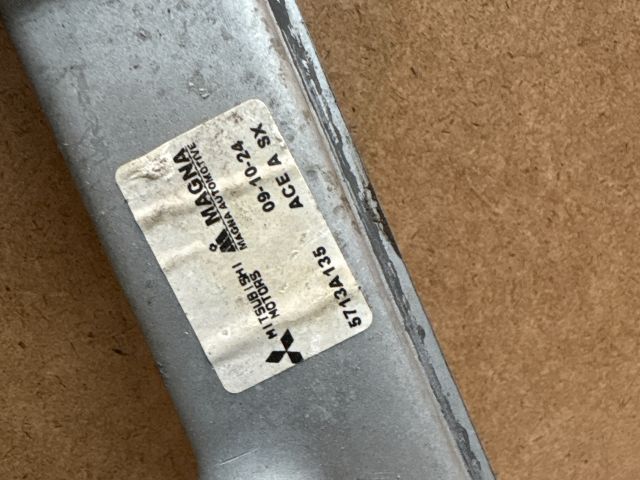 MITSUBISHI
MOTORS
MAGNA
MAGNA AUTOMOTIVE
09-10-24
5713A135
ACE A SX